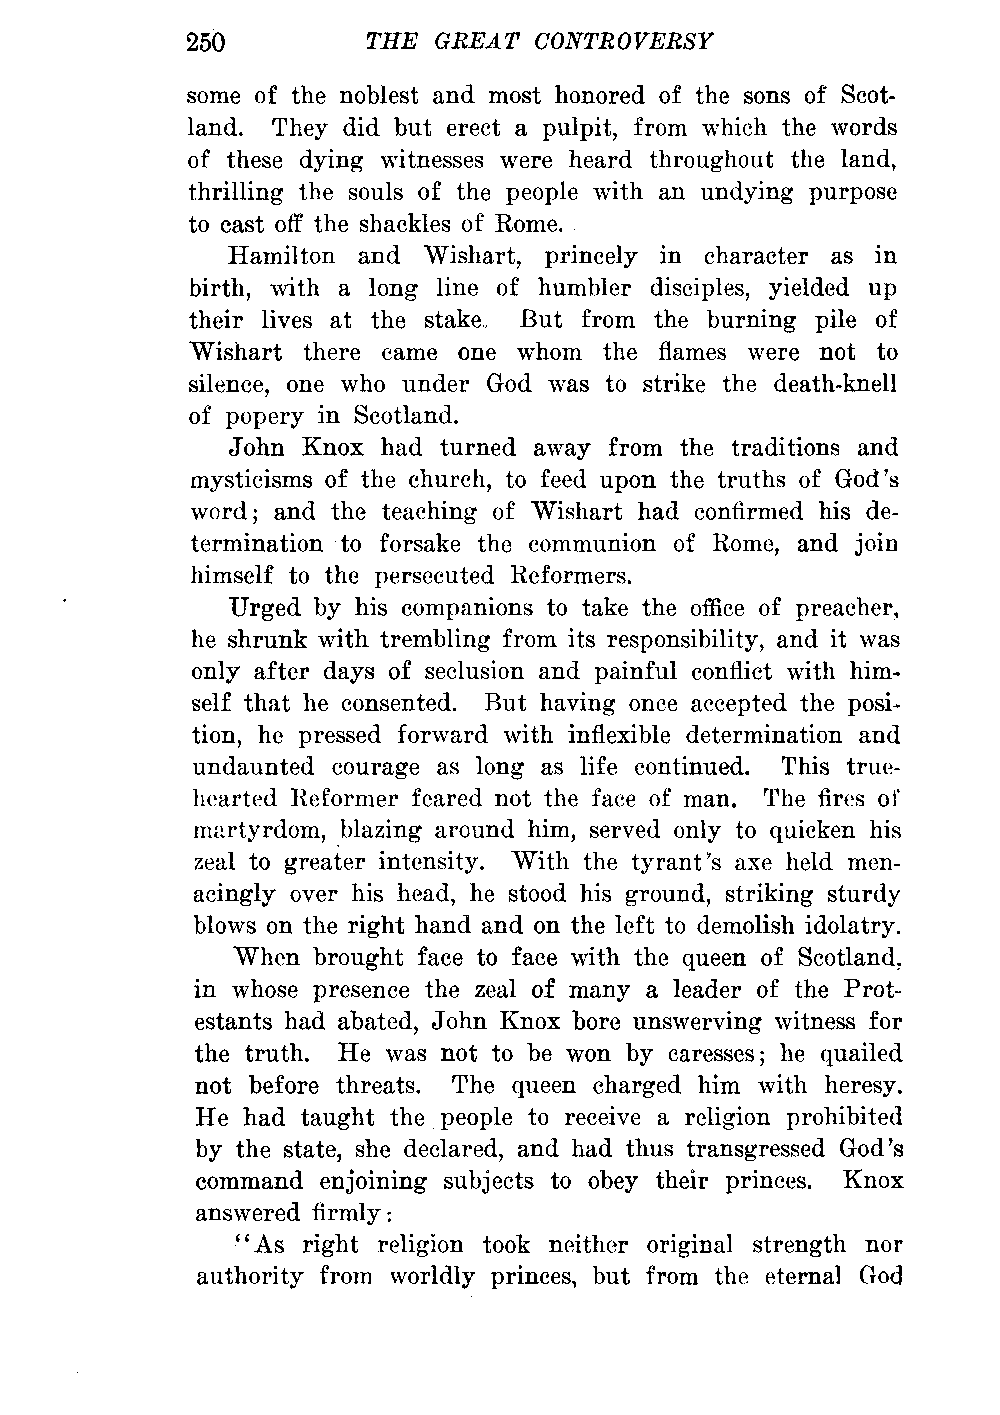 250 THE GREAT CONTROVERSY
some of the noblest and most honored of the sons of Scot-
land. They did but erect a pulpit, from which the words
of these dying witnesses were heard throughout the land,
thrilling the souls of the people with an undying purpose
to cast off the shackles of Rome.
Hamilton and Wishart, princely in character as in
birth, with a long line of humbler disciples, yielded up
their lives at the stake. But from the burning pile of
Wishart there came one whom the flames were not to
silence, one who under God was to strike the death-knell
of popery in Scotland.
John Knox had turned away from the traditions and
mysticisms of the church, to feed upon the truths of God's
word; and the teaching of Wishart had confirmed his de-
termination to forsake the communion of Rome, and join
himself to the persecuted Reformers.
Urged by his companions to take the office of preacher,
he shrunk with trembling from its responsibility, and it was
only after days of seclusion and painful conflict with him-
self that he consented. But having once accepted the posi-
tion, he pressed forward with inflexible determination and
undaunted courage as long as life continued. This true-
hearted Reformer feared not the face of man. The fires of
martyrdom, blazing around him, served only to quicken his
zeal to greater intensity. With the tyrant's axe held men-
acingly over his head, he stood his ground, striking sturdy
blows on the right hand and on the left to demolish idolatry.
When brought face to face with the queen of Scotland,
in whose presence the zeal of many a leader of the Prot-
estants had abated, John Knox bore unswerving witness for
the truth. He was not to be won by caresses; he quailed
not before threats. The queen charged him with heresy.
He had taught the people to receive a religion prohibited
by the state, she declared, and had thus transgressed God's
command enjoining subjects to obey their princes. Knox
answered firmly:
"As right religion took neither original strength nor
authority from worldly princes, but from the eternal God